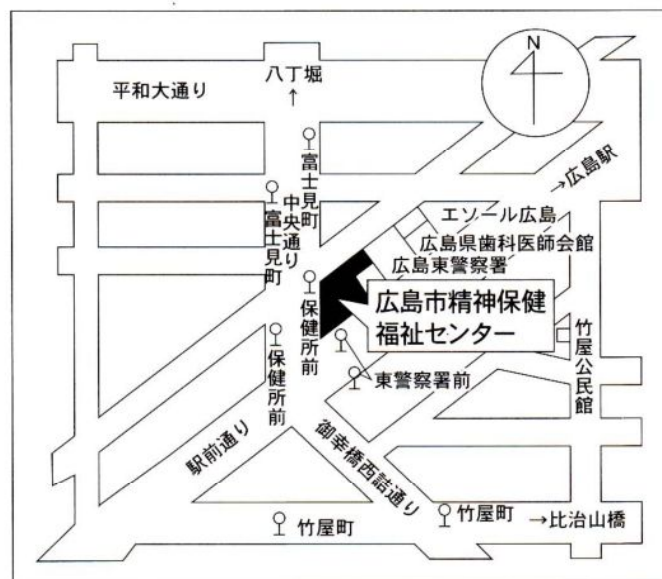 N
八丁堀
↑
平和大通り
→広島駅
富士見町
中央通り
富士見町
エソール広島
広島県歯科医師会館
広島東警察署
広島市精神保健
福祉センター
保健所前
保健所前
竹屋公民館
東警察署前
駅前通り
御幸橋西詰通り
竹屋町
竹屋町
→比治山橋